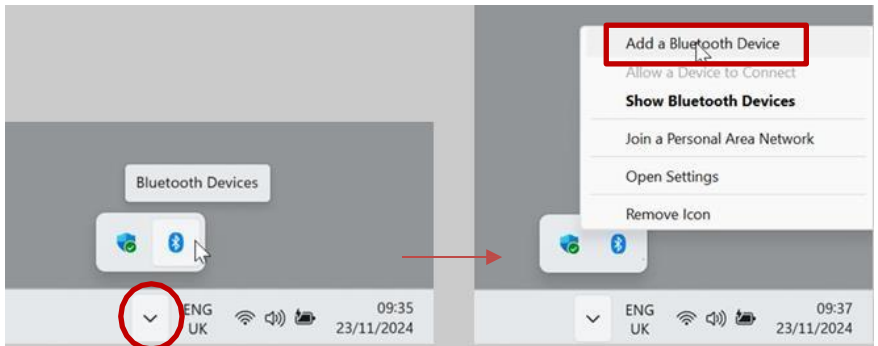 Bluetooth Devices
ENG
UK
09:35
23/11/2024
Add a Bluetooth Device
Allow a Device to Connect
Show Bluetooth Devices
Join a Personal Area Network
Open Settings
Remove Icon
ENG
UK
09:37
23/11/2024